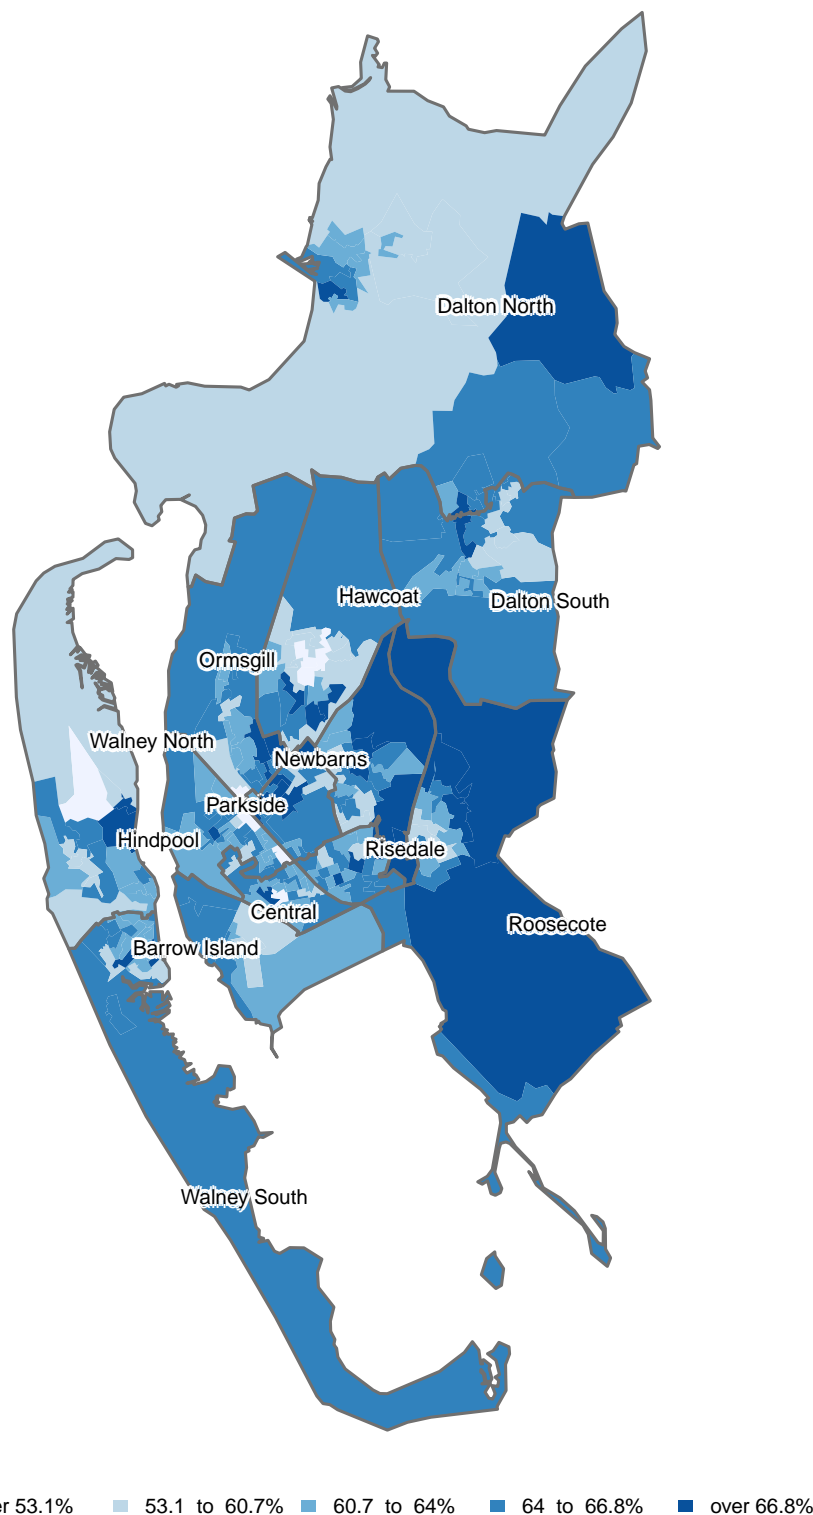 Dalton North
Hawcoat
Dalton South
Ormsgill
Walney North
Newbarns
Parkside
Hindpool
Risedale
Central
Roosecote
Barrow Island
Walney South
er 53.1% 53.1 to 60.7% 60.7 to 64% 64 to 66.8% over 66.8%